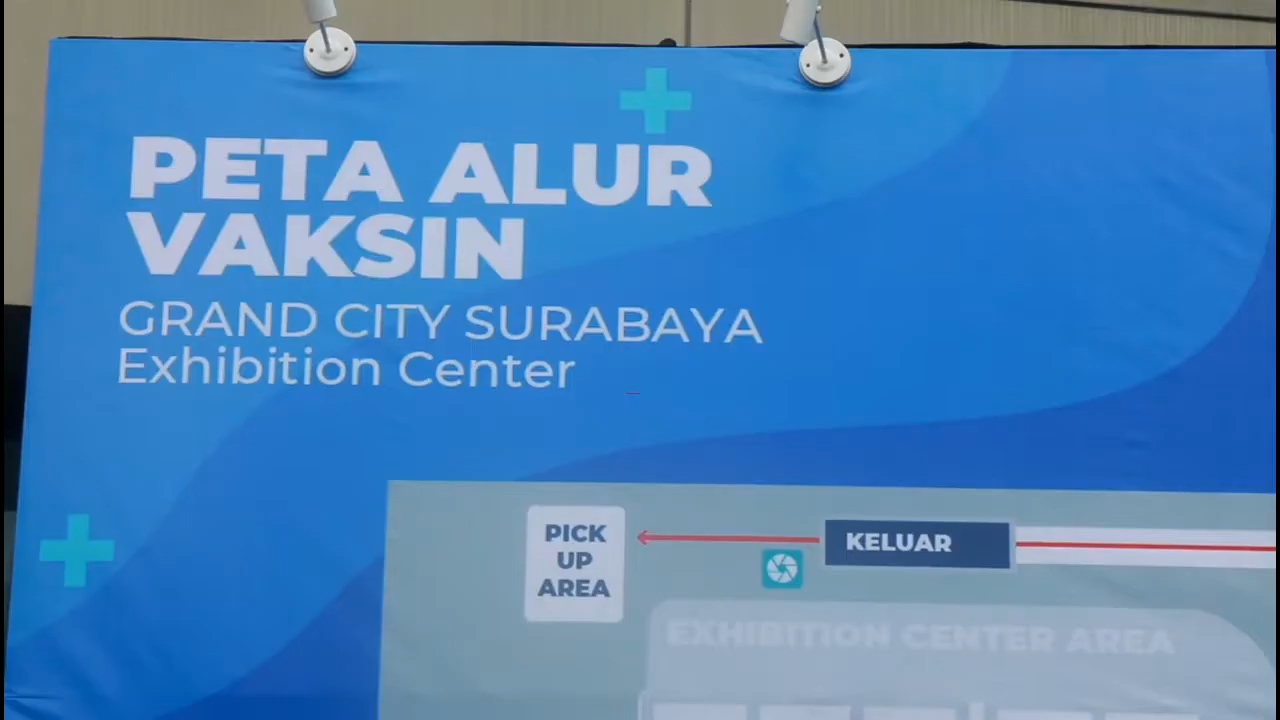 PETA ALUR
VAKSIN
GRAND CITY SURABAYA
Exhibition Center
PICK
UP
AREA
KELUAR
EXHIBITION CENTER AREA